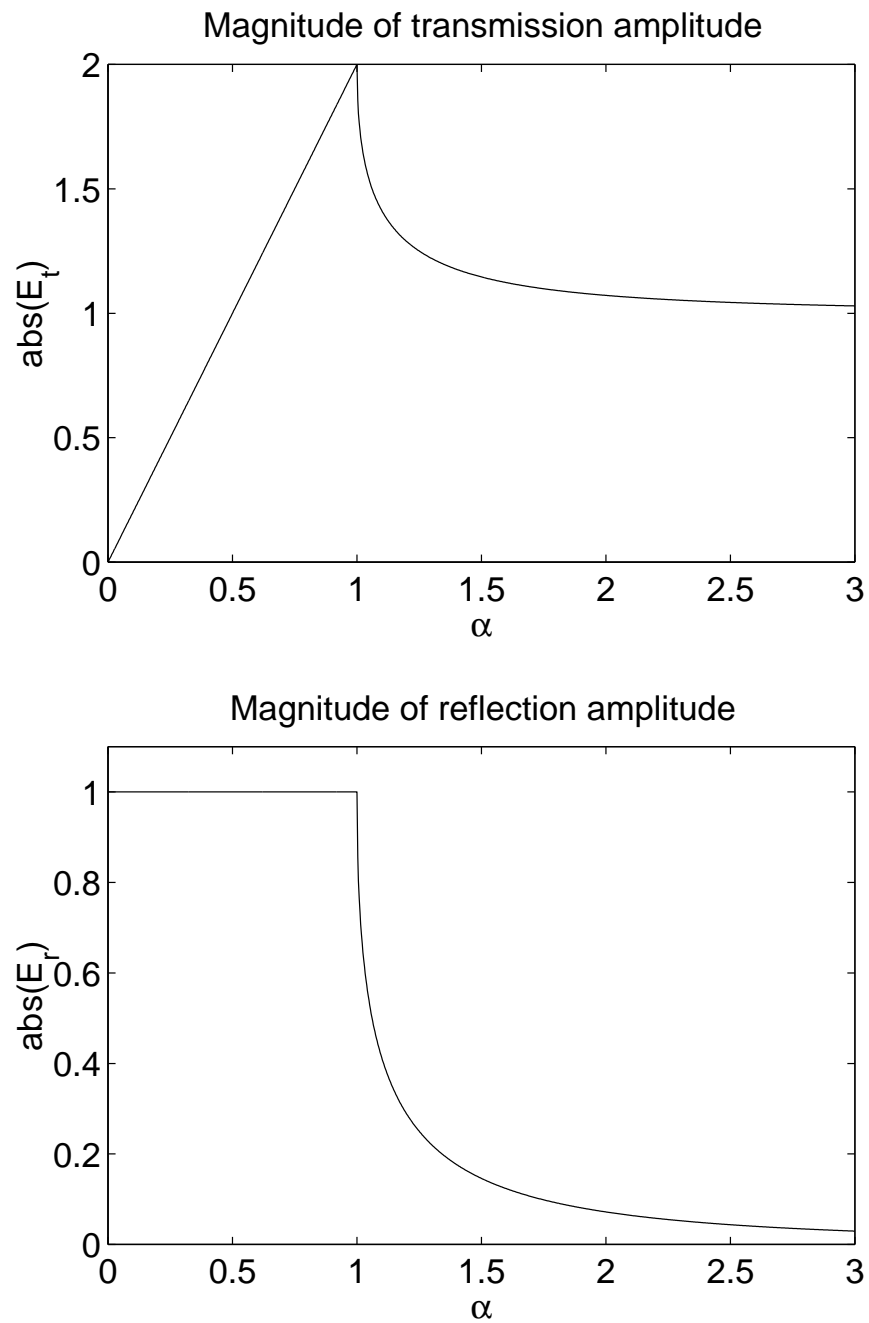 Magnitude of transmission amplitude
2
1.5
1
0.5
0
abs(E_t)
0 0.5 1 1.5 2 2.5 3
α
Magnitude of reflection amplitude
1
0.8
0.6
0.4
0.2
0
abs(E_r)
0 0.5 1 1.5 2 2.5 3
α